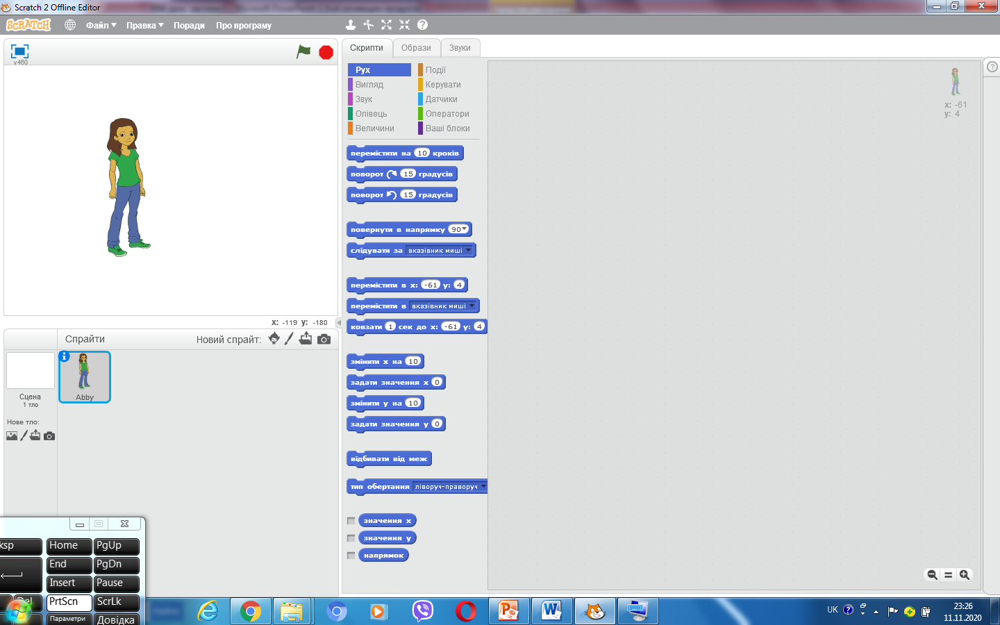 Scratch 2 Offline Editor
SCRATCH
Файл
Правка
Поради
Про програму
v460
Скрипти
Образи
Звуки
Рух
Події
Вигляд
Керувати
Звук
Датчики
Олівець
Оператори
Величини
Ваші блоки
x: -61
y: 4
перемістити на 10 кроків
поворот 15 градусів
поворот 15 градусів
повернути в напрямку 90
слідувати за вказівник миші
перемістити в x: -61 y: 4
перемістити в вказівник миші
ковзати 1 сек до x: -61 y: 4
змінити x на 10
задати значення x 0
змінити y на 10
задати значення y 0
відбивати від меж
тип обертання ліворуч-праворуч
значення x
значення y
напрямок
x: -119 y: -180
Спрайти
Новий спрайт:
Сцена
1 тло
Нове тло:
Abby
ksp
Home
PgUp
End
PgDn
Insert
Pause
Del
PrtScn
ScrLk
Параметри
Довідка
UK
23:26
11.11.2020